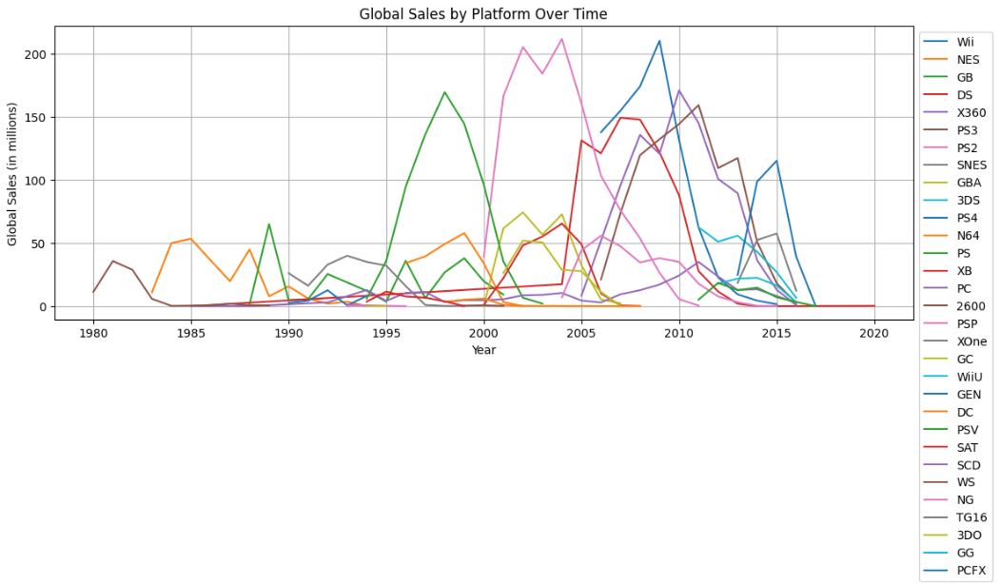 Global Sales by Platform Over Time
Global Sales (in millions)
200
150
100
50
0
1980 1985 1990 1995 2000 2005 2010 2015 2020
Year
Wii
NES
GB
DS
X360
PS3
PS2
SNES
GBA
3DS
PS4
N64
PS
XB
PC
2600
PSP
XOne
GC
WiiU
GEN
DC
PSV
SAT
SCD
WS
NG
TG16
3DO
GG
PCFX